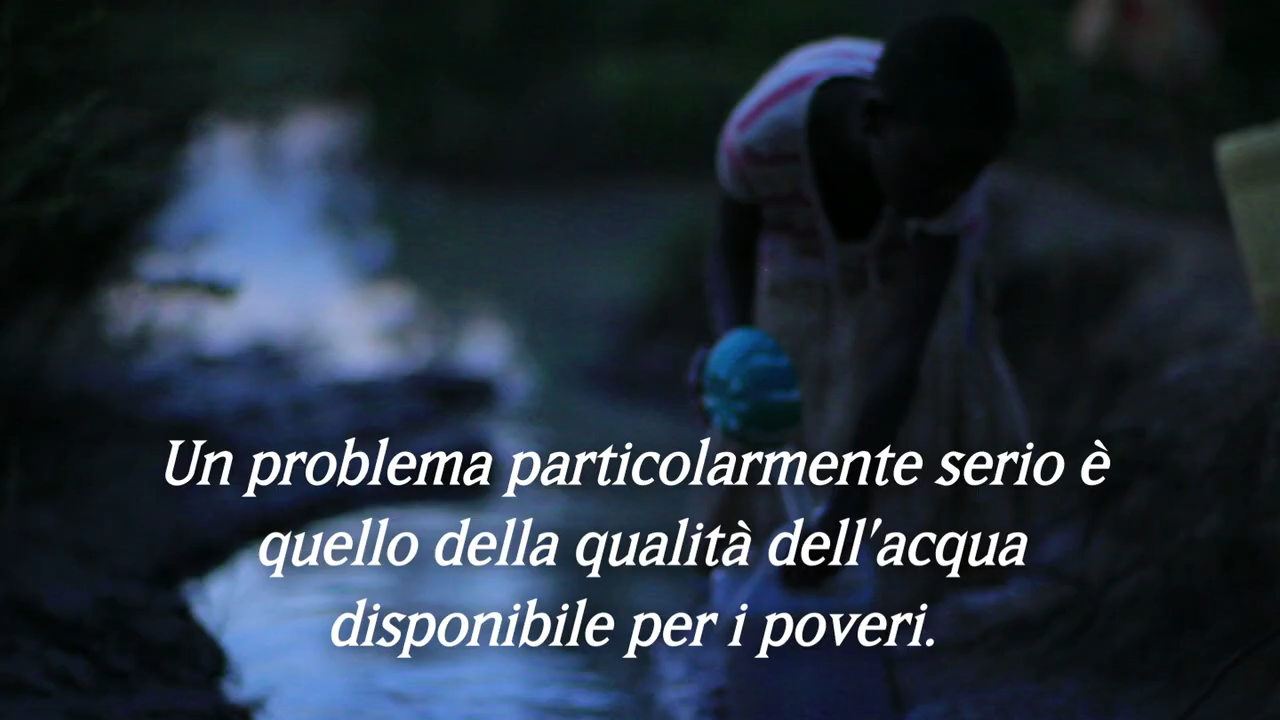 Un problema particolarmente serio è
quello della qualità dell'acqua
disponibile per i poveri.